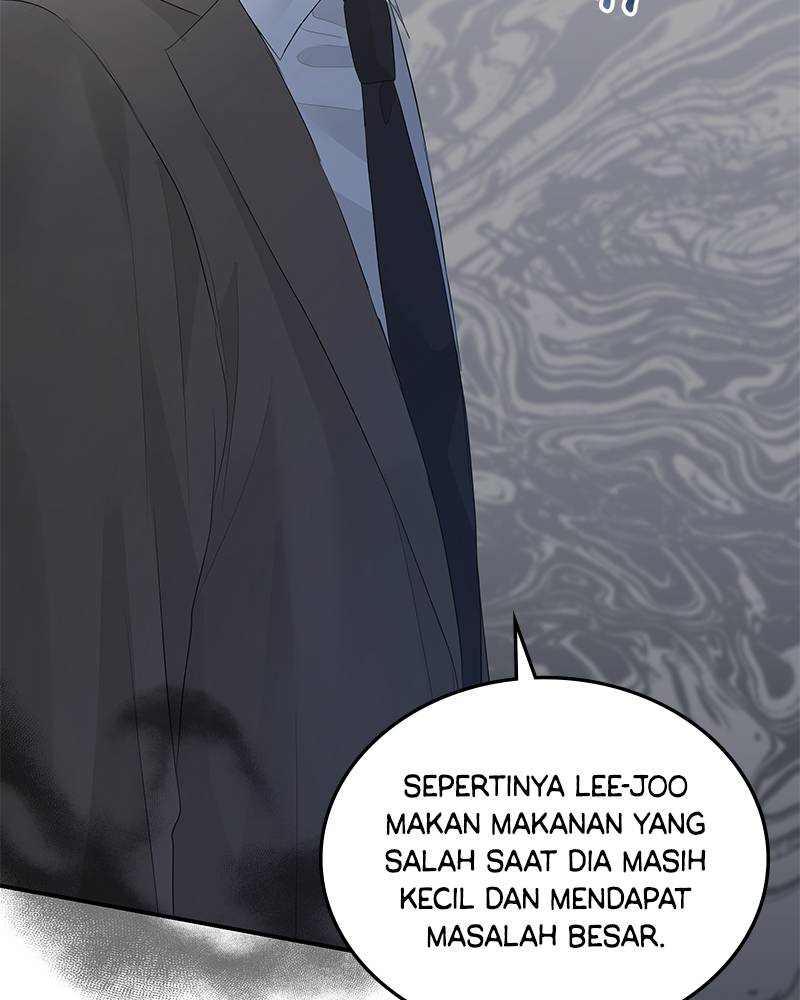 SEPERTINYA LEE-JOO
MAKAN MAKANAN YANG
SALAH SAAT DIA MASIH
KECIL DAN MENDAPAT
MASALAH BESAR.